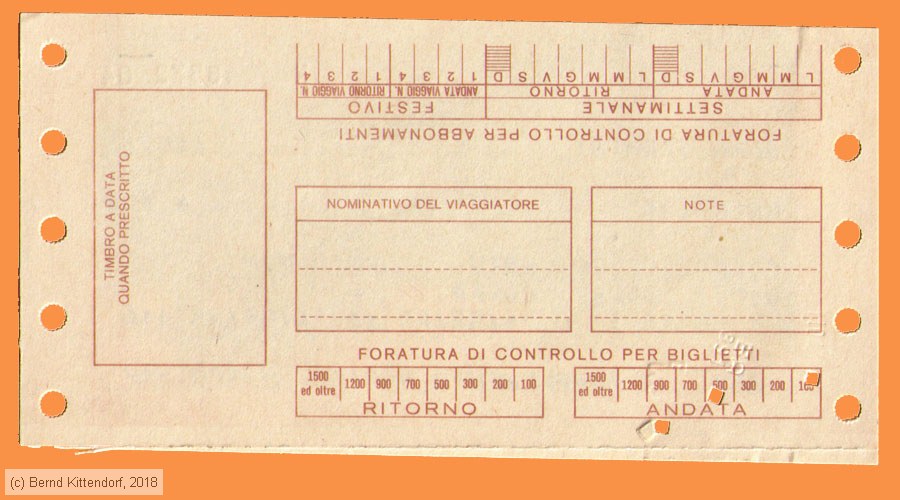 L M M G V S D L M M G V S D 1 2 3 4 1 2 3 4
ANDATA RITORNO ANDATA VIAGGIO N. RITORNO VIAGGIO N.
SETTIMANALE FESTIVO
FORATURA DI CONTROLLO PER ABBONAMENTI
TIMBRO A DATA
QUANDO PRESCRITTO
NOMINATIVO DEL VIAGGIATORE
NOTE
FORATURA DI CONTROLLO PER BIGLIETTI
1500 ed oltre 1200 900 700 500 300 200 100
RITORNO
1500 ed oltre 1200 900 700 500 300 200 100
ANDATA
(c) Bernd Kittendorf, 2018